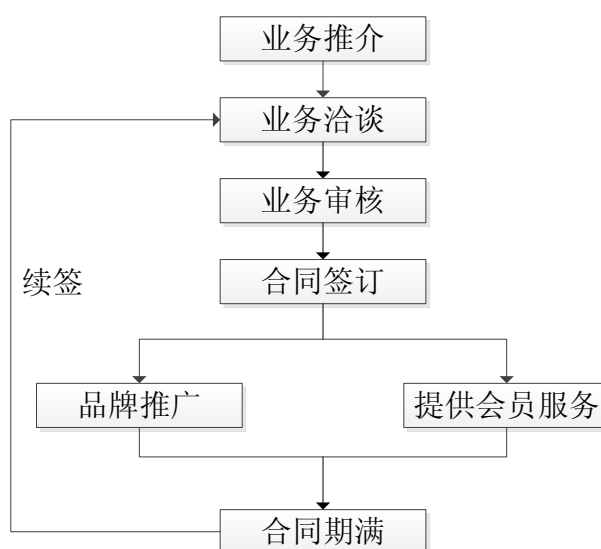 业务推介
业务洽谈
业务审核
续签
合同签订
品牌推广
提供会员服务
合同期满